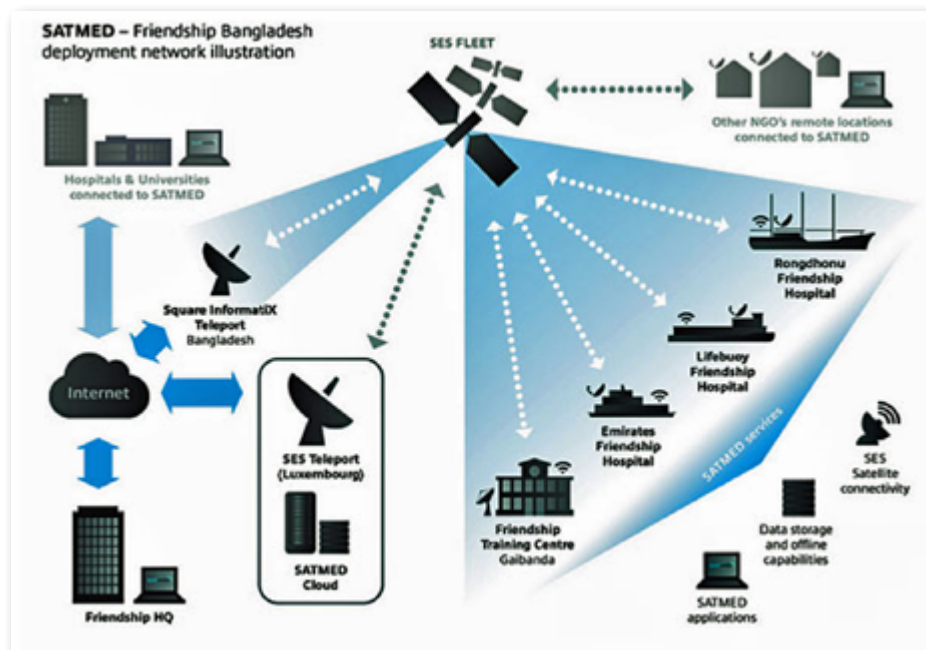 SATMED – Friendship Bangladesh
deployment network illustration
SES FLEET
Other NGO's remote locations
connected to SATMED
Hospitals & Universities
connected to SATMED
Square InformatiX
Teleport
Bangladesh
Rongdhonu
Friendship
Hospital
Lifebuoy
Friendship
Hospital
Internet
Emirates
Friendship
Hospital
SES Teleport
(Luxembourg)
SATMED
Cloud
Friendship
Training Centre
Gaibanda
SATMED services
SES
Satellite
connectivity
Data storage
and offline
capabilities
SATMED
applications
Friendship HQ